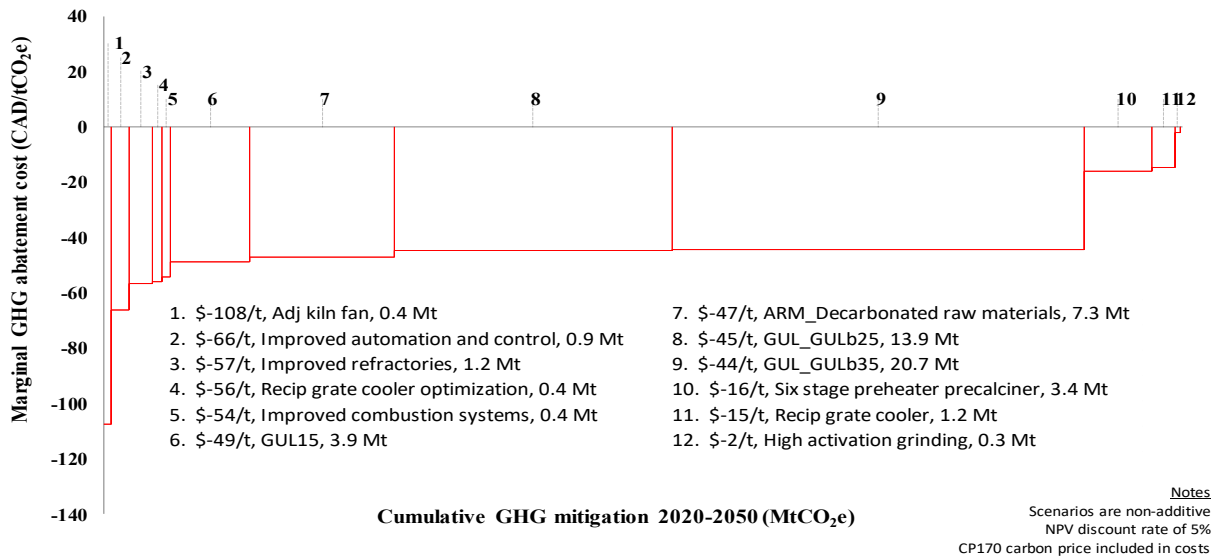 Marginal GHG abatement cost (CAD/tCO₂e)
40
20
0
-20
-40
-60
-80
-100
-120
-140
1
2
3
4
5
6
7
8
9
10
11
12
1. $-108/t, Adj kiln fan, 0.4 Mt
2. $-66/t, Improved automation and control, 0.9 Mt
3. $-57/t, Improved refractories, 1.2 Mt
4. $-56/t, Recip grate cooler optimization, 0.4 Mt
5. $-54/t, Improved combustion systems, 0.4 Mt
6. $-49/t, GUL15, 3.9 Mt
7. $-47/t, ARM_Decarbonated raw materials, 7.3 Mt
8. $-45/t, GUL_GULb25, 13.9 Mt
9. $-44/t, GUL_GULb35, 20.7 Mt
10. $-16/t, Six stage preheater precalciner, 3.4 Mt
11. $-15/t, Recip grate cooler, 1.2 Mt
12. $-2/t, High activation grinding, 0.3 Mt
Cumulative GHG mitigation 2020-2050 (MtCO₂e)
Notes
Scenarios are non-additive
NPV discount rate of 5%
CP170 carbon price included in costs